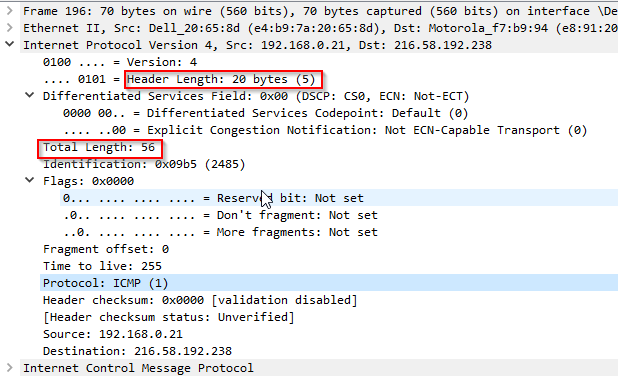 Frame 196: 70 bytes on wire (560 bits), 70 bytes captured (560 bits) on interface \De
Ethernet II, Src: Dell_20:65:8d (e4:b9:7a:20:65:8d), Dst: Motorola_f7:b9:94 (e8:91:20
Internet Protocol Version 4, Src: 192.168.0.21, Dst: 216.58.192.238
0100 .... = Version: 4
.... 0101 = Header Length: 20 bytes (5)
Differentiated Services Field: 0x00 (DSCP: CS0, ECN: Not-ECT)
0000 00.. = Differentiated Services Codepoint: Default (0)
.... ..00 = Explicit Congestion Notification: Not ECN-Capable Transport (0)
Total Length: 56
Identification: 0x09b5 (2485)
Flags: 0x0000
0... .... .... .... = Reserved bit: Not set
.0.. .... .... .... = Don't fragment: Not set
..0. .... .... .... = More fragments: Not set
Fragment offset: 0
Time to live: 255
Protocol: ICMP (1)
Header checksum: 0x0000 [validation disabled]
[Header checksum status: Unverified]
Source: 192.168.0.21
Destination: 216.58.192.238
Internet Control Message Protocol